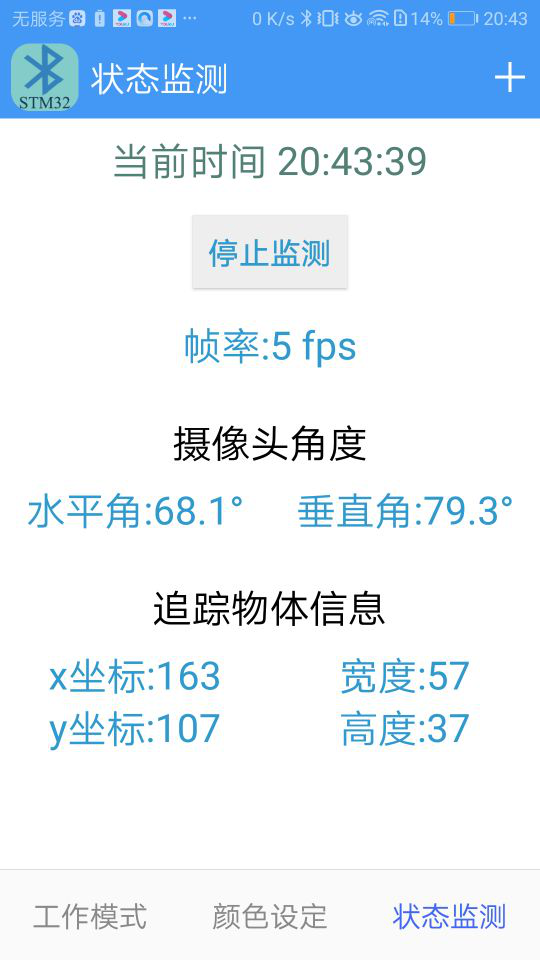 无服务 0 K/s 14% 20:43
STM32 状态监测
当前时间 20:43:39
停止监测
帧率:5 fps
摄像头角度
水平角:68.1° 垂直角:79.3°
追踪物体信息
x坐标:163 宽度:57
y坐标:107 高度:37
工作模式 颜色设定 状态监测